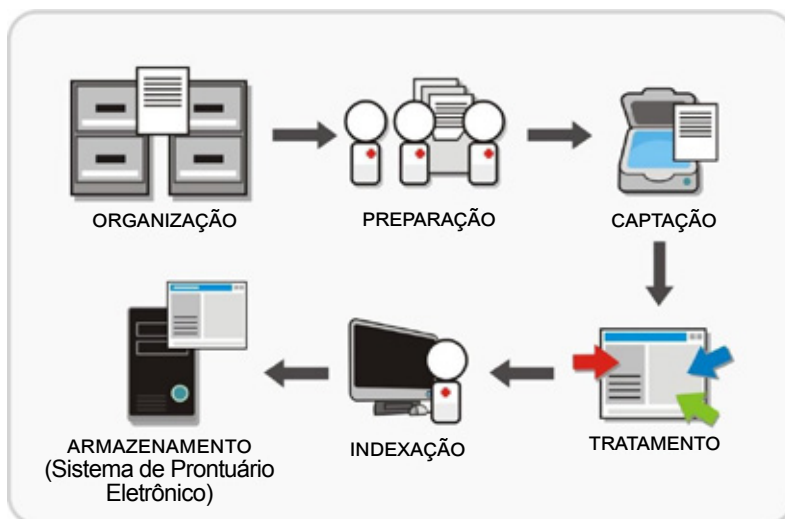 ORGANIZAÇÃO
PREPARAÇÃO
CAPTAÇÃO
ARMAZENAMENTO
(Sistema de Prontuário
Eletrônico)
INDEXAÇÃO
TRATAMENTO